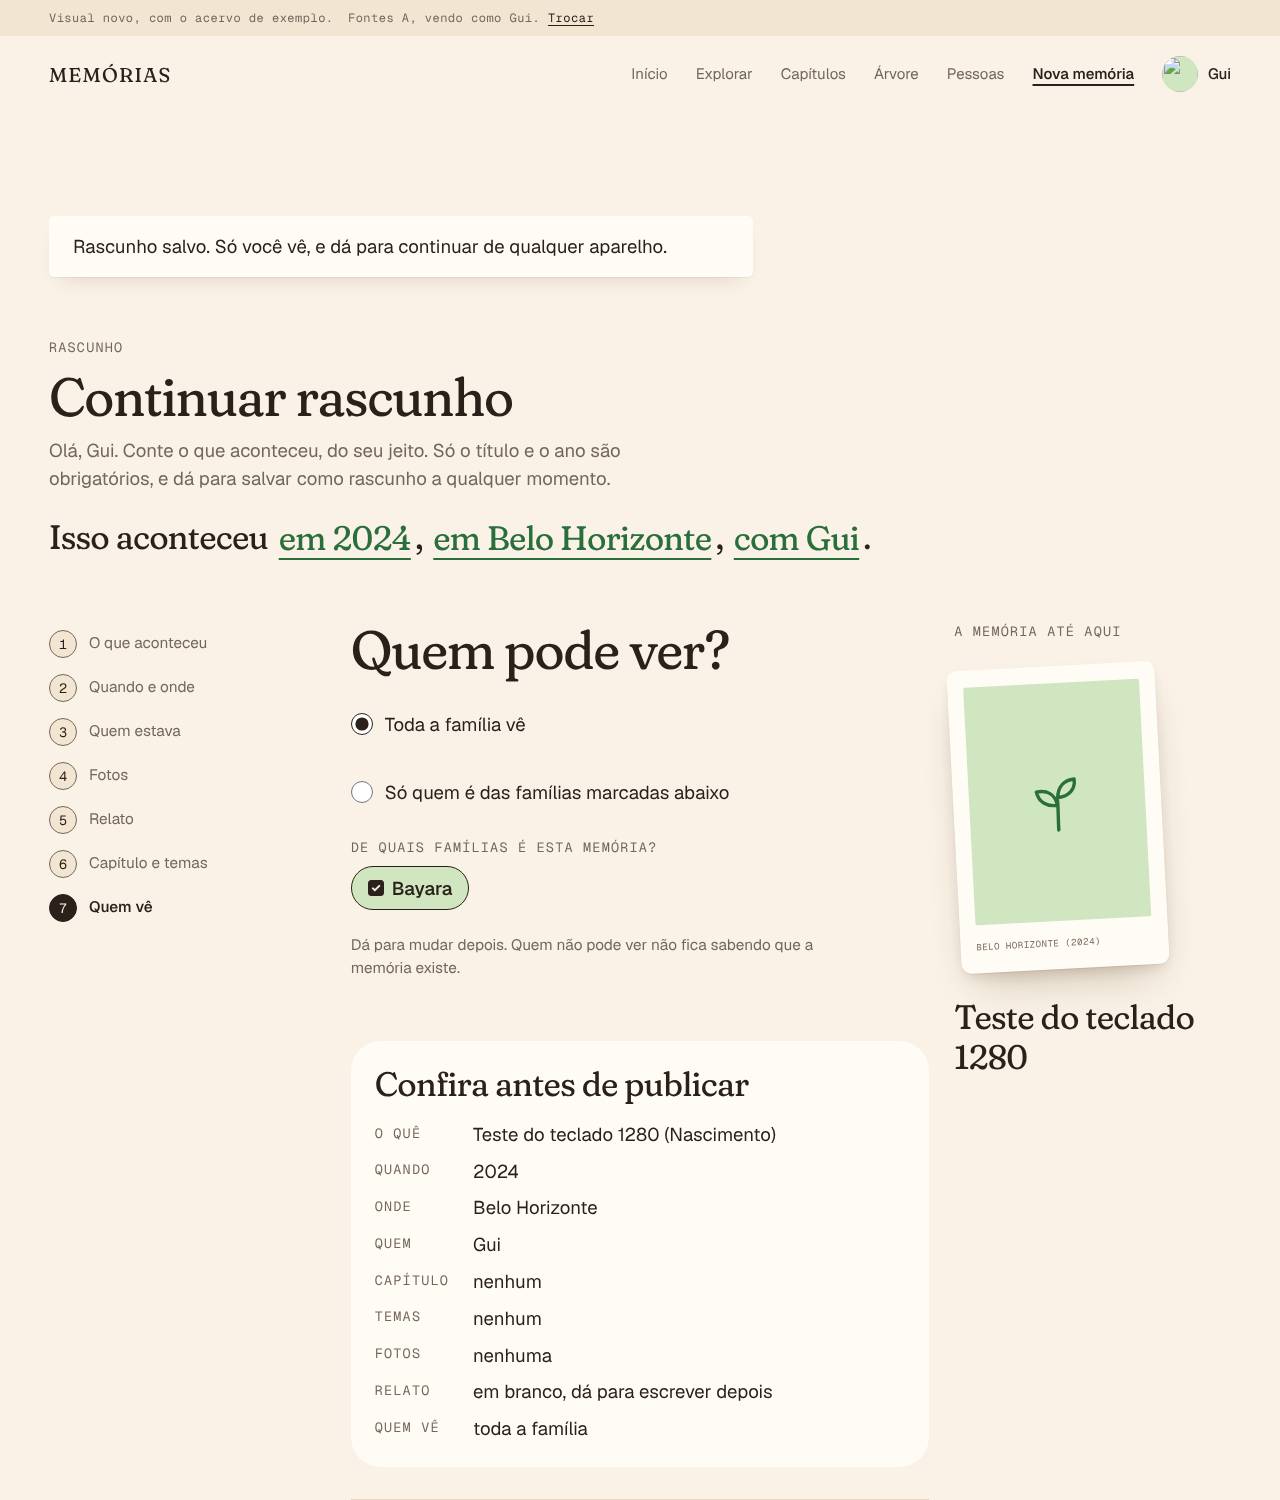 Visual novo, com o acervo de exemplo. Fontes A, vendo como Gui. Trocar
MEMÓRIAS
Início
Explorar
Capítulos
Árvore
Pessoas
Nova memória
Gui
Rascunho salvo. Só você vê, e dá para continuar de qualquer aparelho.
RASCUNHO
Continuar rascunho
Olá, Gui. Conte o que aconteceu, do seu jeito. Só o título e o ano são
obrigatórios, e dá para salvar como rascunho a qualquer momento.
Isso aconteceu em 2024, em Belo Horizonte, com Gui.
1 O que aconteceu
2 Quando e onde
3 Quem estava
4 Fotos
5 Relato
6 Capítulo e temas
7 Quem vê
Quem pode ver?
Toda a família vê
Só quem é das famílias marcadas abaixo
DE QUAIS FAMÍLIAS É ESTA MEMÓRIA?
Bayara
Dá para mudar depois. Quem não pode ver não fica sabendo que a
memória existe.
Confira antes de publicar
O QUÊ Teste do teclado 1280 (Nascimento)
QUANDO 2024
ONDE Belo Horizonte
QUEM Gui
CAPÍTULO nenhum
TEMAS nenhum
FOTOS nenhuma
RELATO em branco, dá para escrever depois
QUEM VÊ toda a família
A MEMÓRIA ATÉ AQUI
BELO HORIZONTE (2024)
Teste do teclado
1280